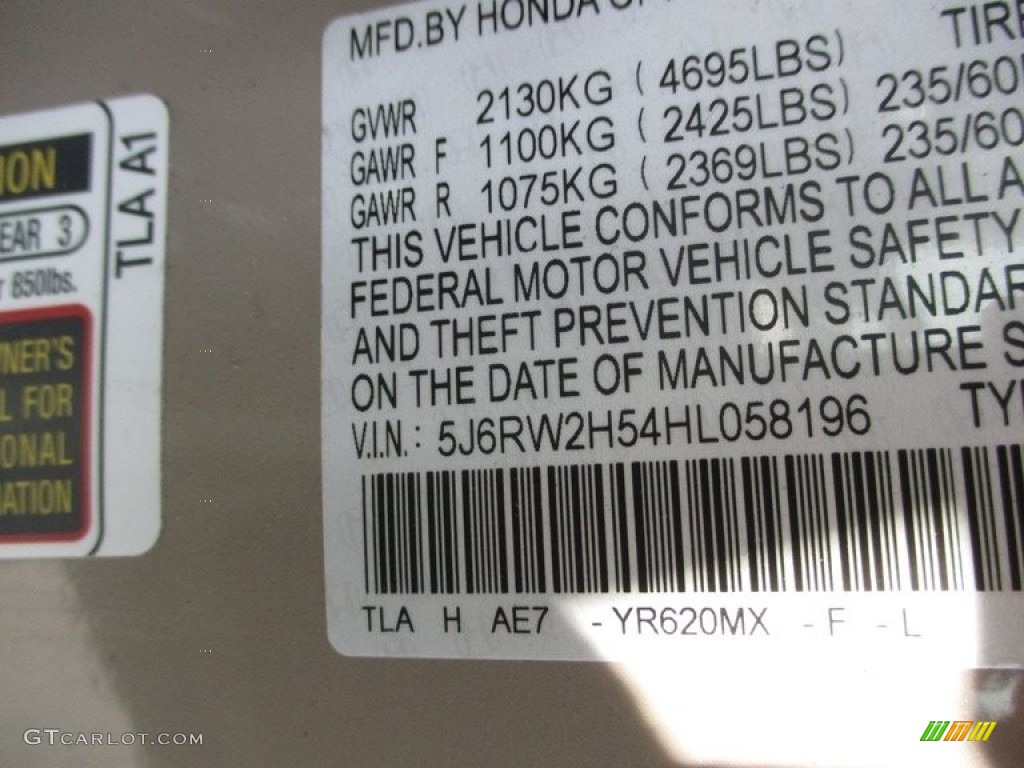 TLA A1
EAR 3
850lbs.
L FOR
MFD.BY HONDA
TIRE
GVWR 2130KG ( 4695LBS)
GAWR F 1100KG ( 2425LBS) 235/60
GAWR R 1075KG ( 2369LBS) 235/60
THIS VEHICLE CONFORMS TO ALL A
FEDERAL MOTOR VEHICLE SAFETY
AND THEFT PREVENTION STANDAR
ON THE DATE OF MANUFACTURE S
V.I.N.: 5J6RW2H54HL058196 TY
TLA H AE7 - YR620MX - F - L
GTCARLOT.COM